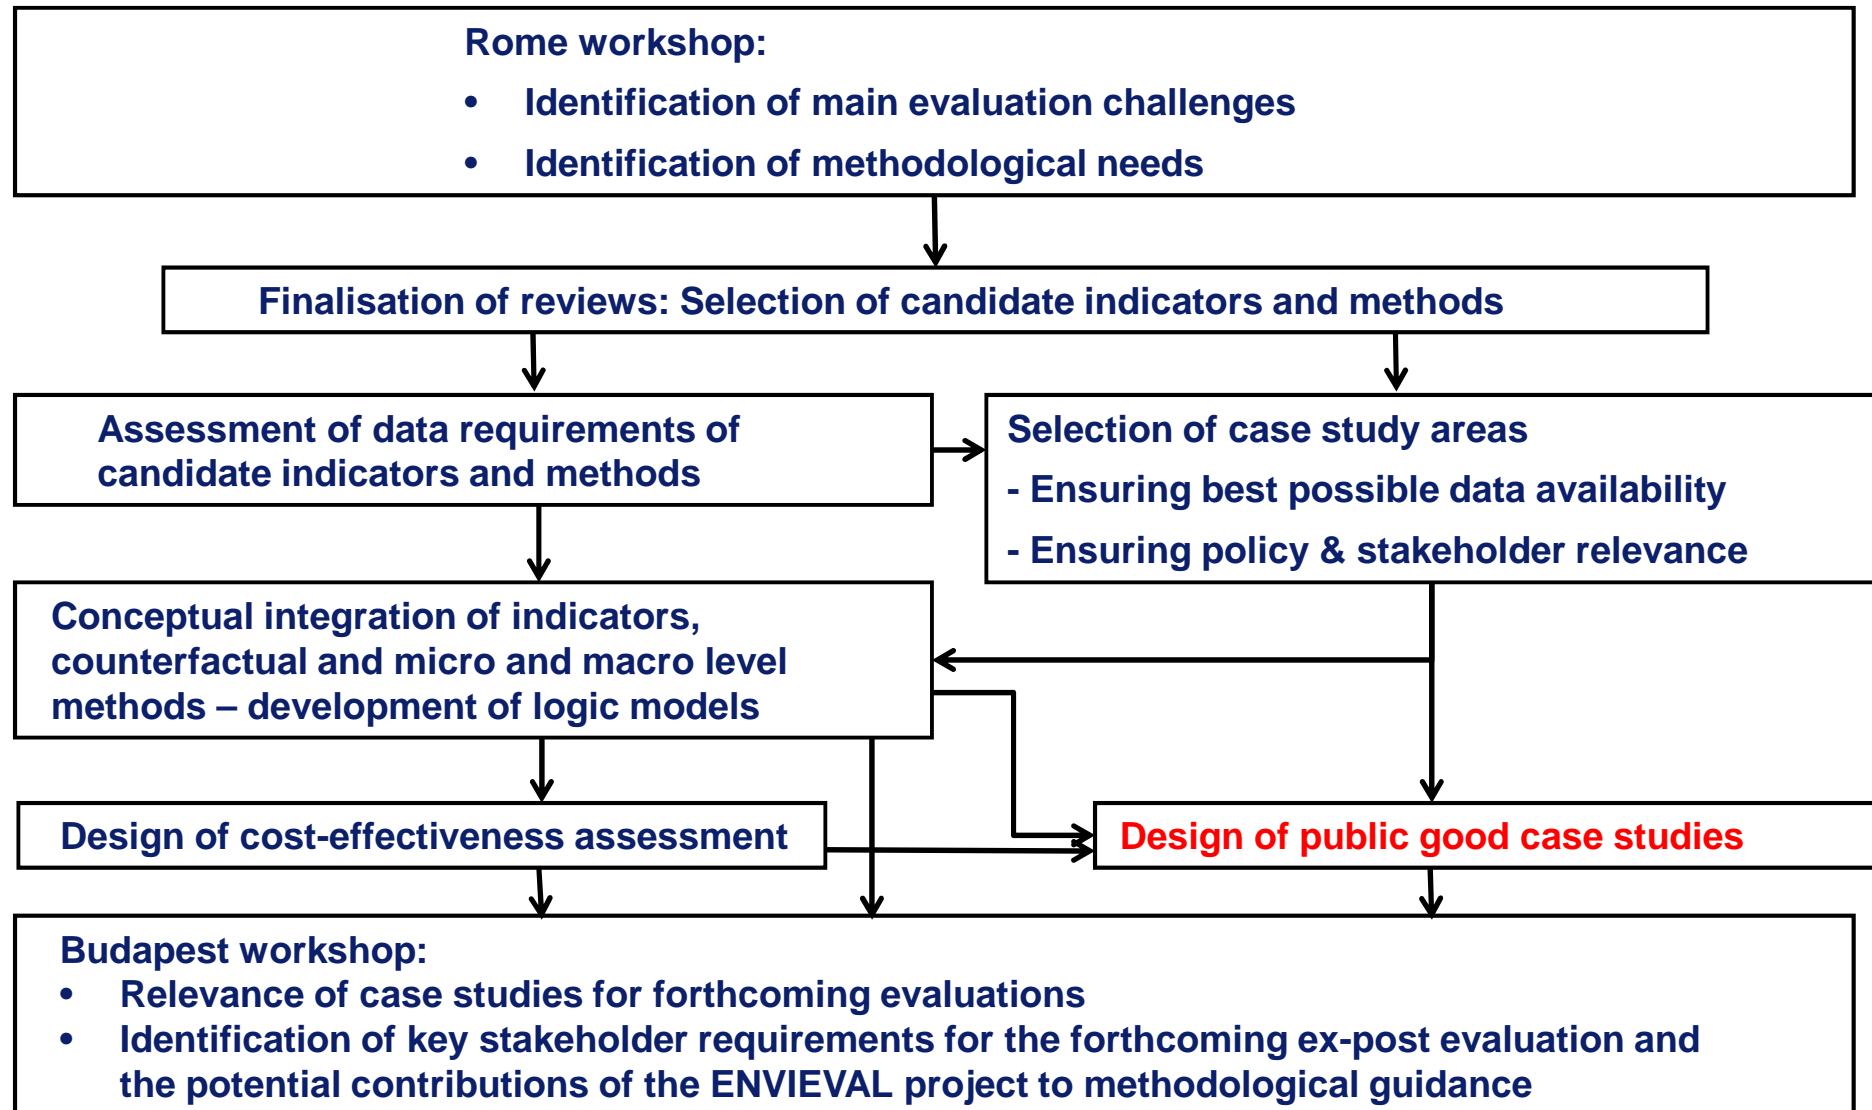 Rome workshop:
• Identification of main evaluation challenges
• Identification of methodological needs
Finalisation of reviews: Selection of candidate indicators and methods
Assessment of data requirements of
candidate indicators and methods
Selection of case study areas
- Ensuring best possible data availability
- Ensuring policy & stakeholder relevance
Conceptual integration of indicators,
counterfactual and micro and macro level
methods – development of logic models
Design of cost-effectiveness assessment
Design of public good case studies
Budapest workshop:
• Relevance of case studies for forthcoming evaluations
• Identification of key stakeholder requirements for the forthcoming ex-post evaluation and
the potential contributions of the ENVIEVAL project to methodological guidance